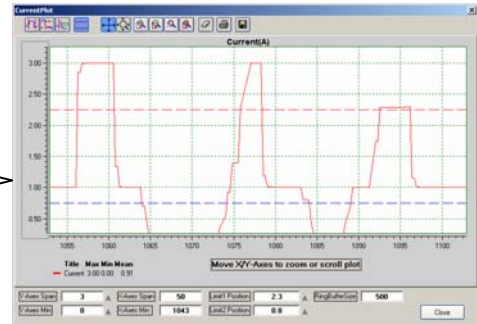 CurrentPlot
Current(A)
3.00
2.50
2.00
1.50
1.00
0.50
1055 1060 1065 1070 1075 1080 1085 1090 1095 1100
Title Max Min Mean
Current 3.00 0.00 0.91
Move X/Y-Axes to zoom or scroll plot
Y-Axes Span 3 A X-Axes Span 50 Limit1 Position 2.3 A RingBufferSize 500
Y-Axes Min 0 A X-Axes Min 1043 Limit2 Position 0.8 A Close